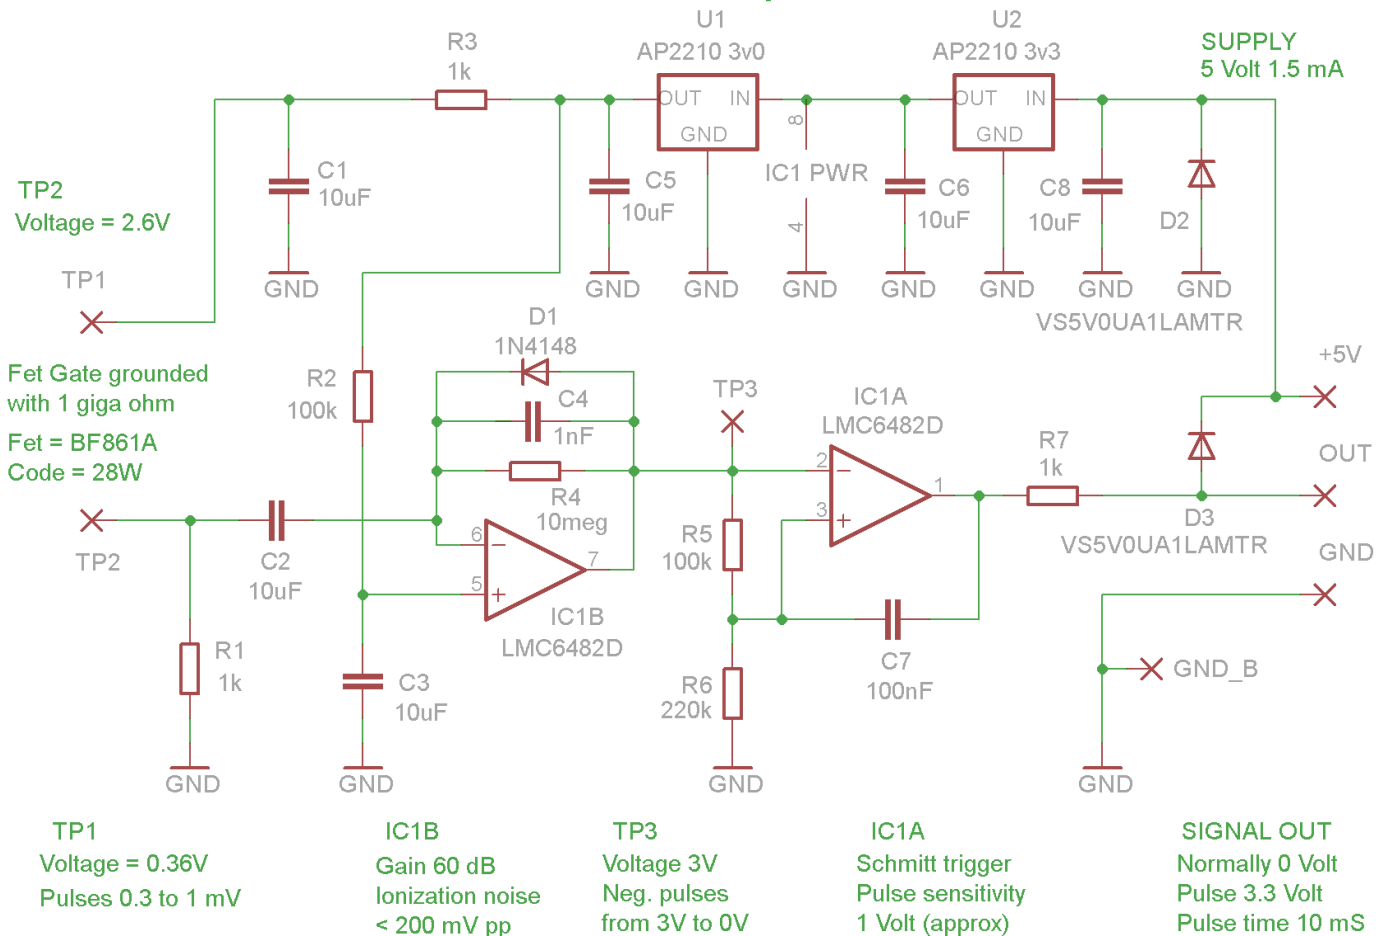 U1
AP2210 3v0
U2
AP2210 3v3
SUPPLY
5 Volt 1.5 mA
R3
1k
OUT
IN
GND
OUT
IN
GND
8
IC1 PWR
4
C1
10uF
C5
10uF
C6
10uF
C8
10uF
D2
TP2
Voltage = 2.6V
TP1
GND
GND
GND
GND
GND
GND
GND
GND
VS5V0UA1LAMTR
D1
1N4148
+5V
Fet Gate grounded
with 1 giga ohm
R2
100k
C4
1nF
TP3
IC1A
LMC6482D
Fet = BF861A
Code = 28W
R7
1k
OUT
2
3
1
R4
10meg
TP2
C2
10uF
6
5
7
R5
100k
D3
VS5V0UA1LAMTR
GND
IC1B
LMC6482D
R1
1k
C3
10uF
R6
220k
C7
100nF
GND_B
GND
GND
GND
GND
TP1
Voltage = 0.36V
Pulses 0.3 to 1 mV
IC1B
Gain 60 dB
Ionization noise
< 200 mV pp
TP3
Voltage 3V
Neg. pulses
from 3V to 0V
IC1A
Schmitt trigger
Pulse sensitivity
1 Volt (approx)
SIGNAL OUT
Normally 0 Volt
Pulse 3.3 Volt
Pulse time 10 mS